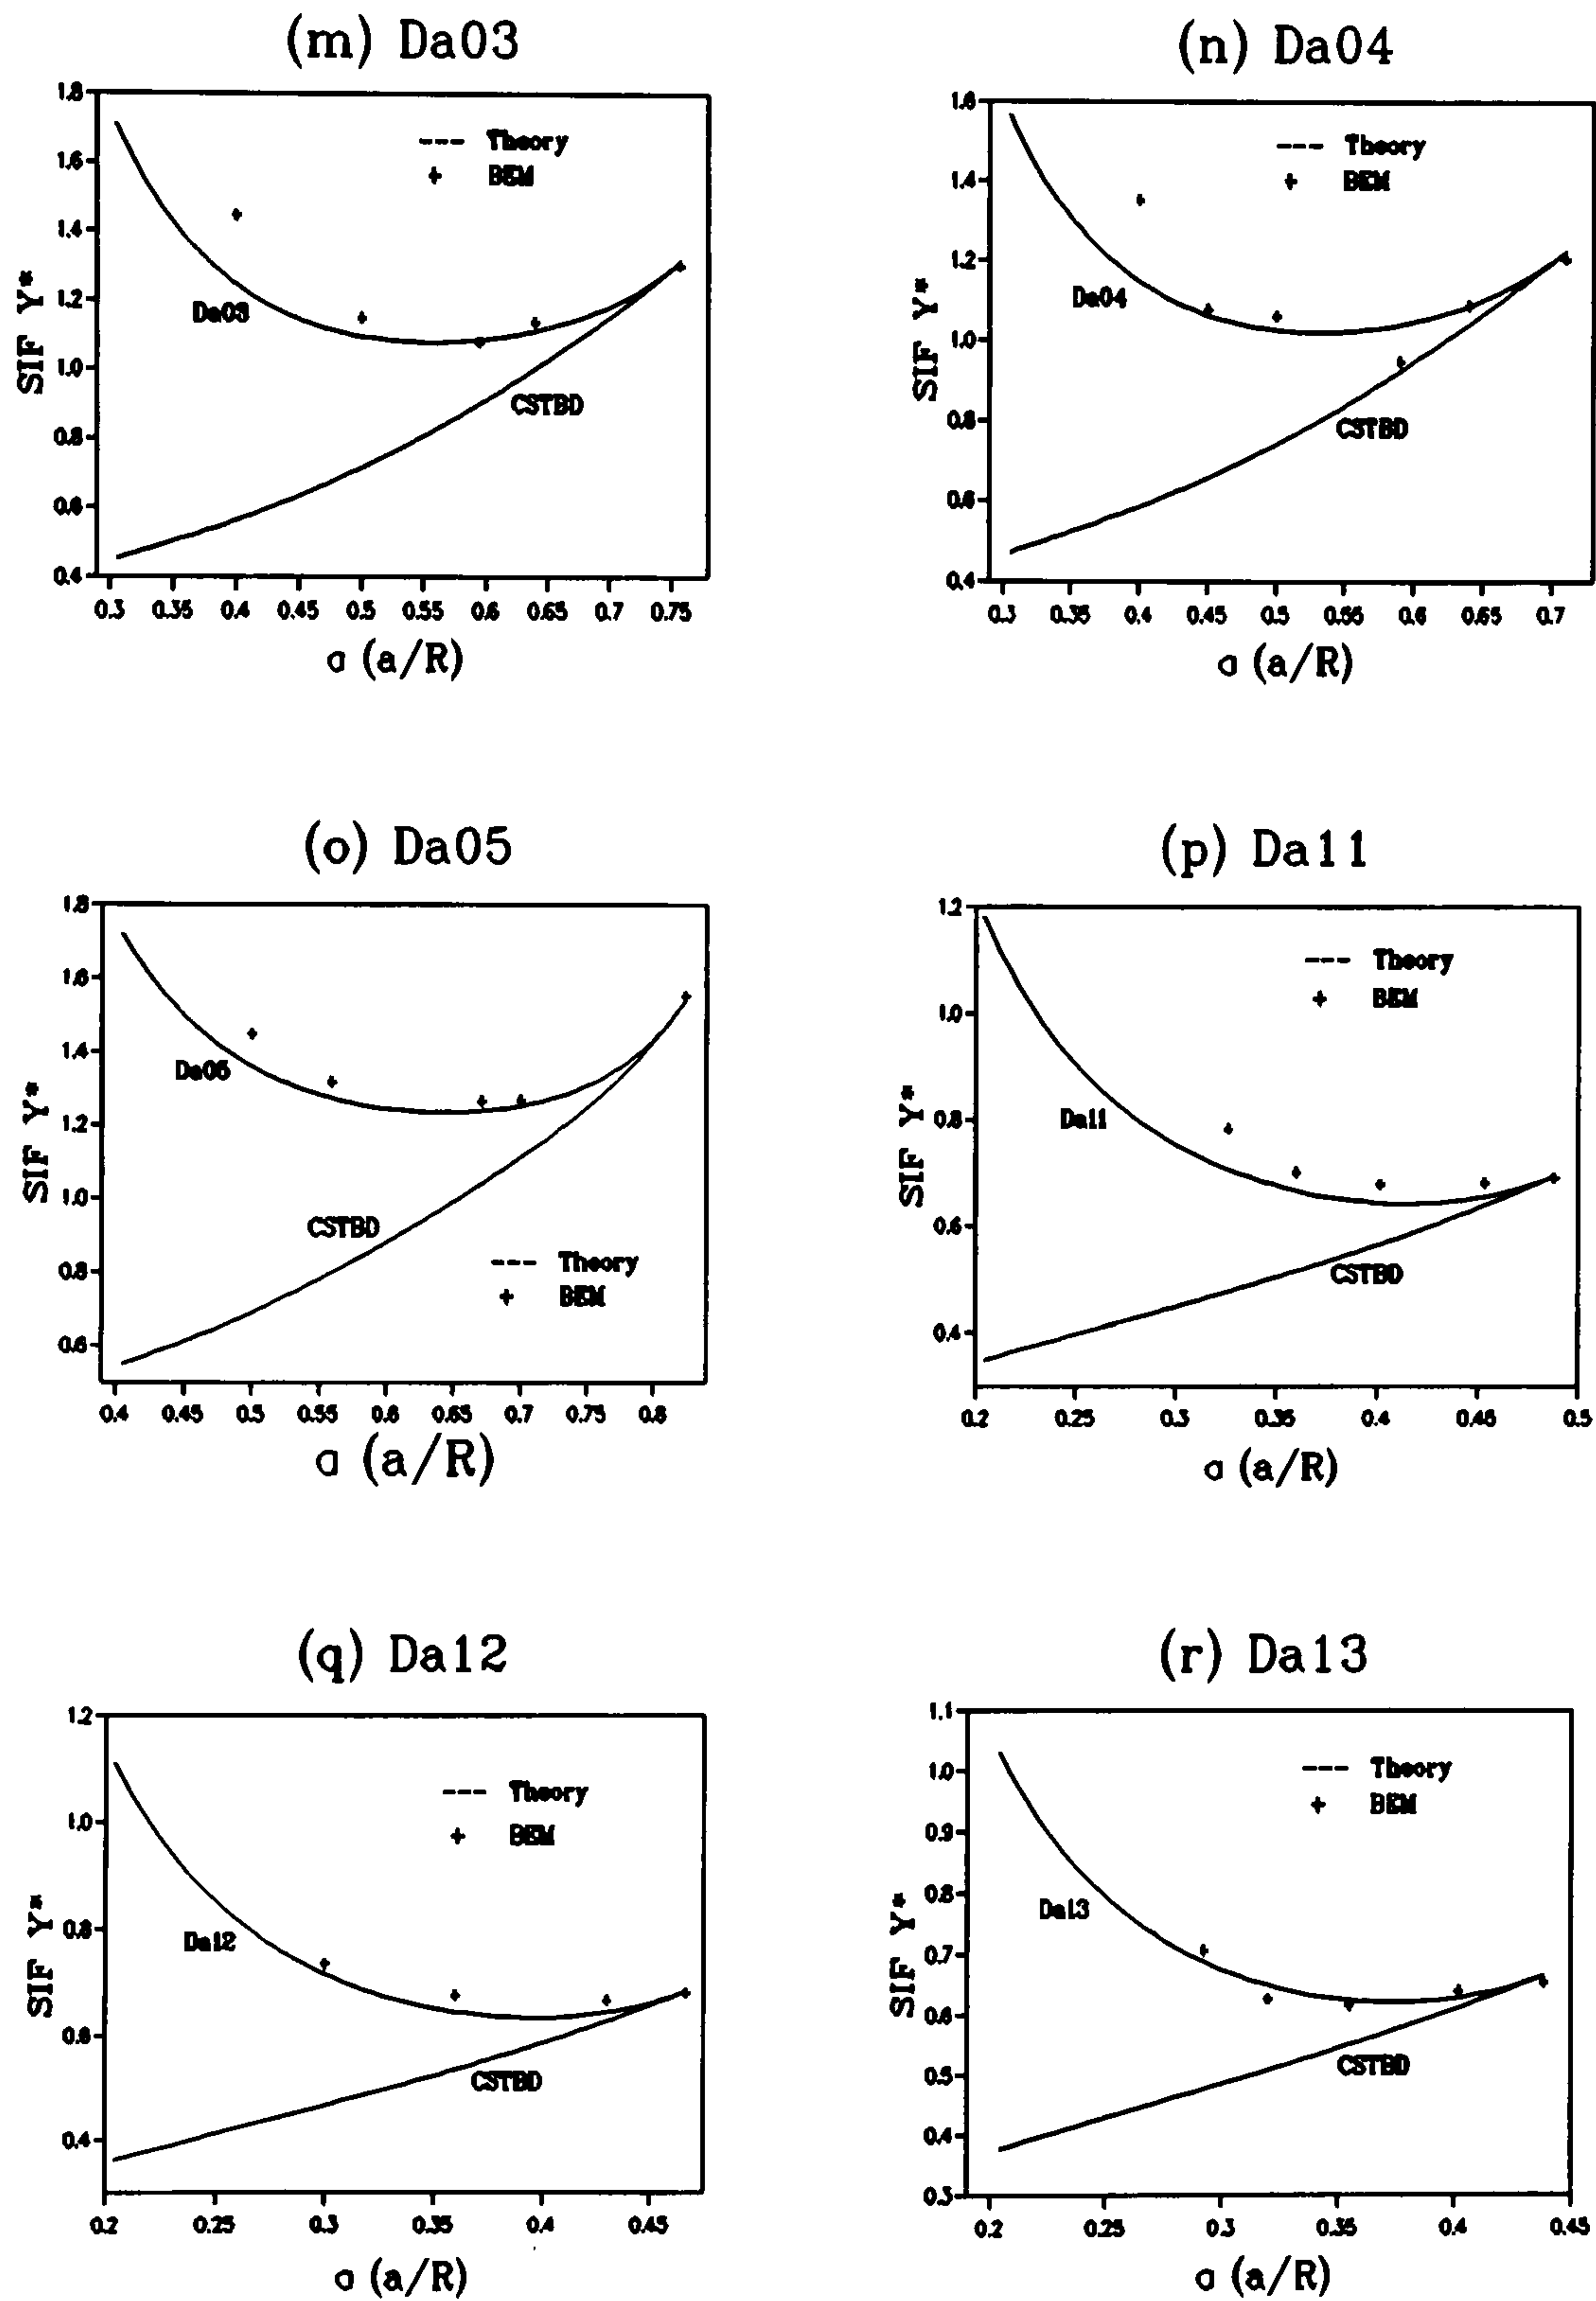 (m) Da03
1.8
1.6
1.4
1.2
1.0
0.8
0.6
0.4
SIF Y*
--- Theory
+ BEM
Da03
CSTBD
0.3 0.35 0.4 0.45 0.5 0.55 0.6 0.65 0.7 0.75
α (a/R)
(n) Da04
1.6
1.4
1.2
1.0
0.8
0.6
0.4
SIF Y*
--- Theory
+ BEM
Da04
CSTBD
0.3 0.35 0.4 0.45 0.5 0.55 0.6 0.65 0.7
α (a/R)
(o) Da05
1.8
1.6
1.4
1.2
1.0
0.8
0.6
SIF Y*
Da05
CSTBD
--- Theory
+ BEM
0.4 0.45 0.5 0.55 0.6 0.65 0.7 0.75 0.8
α (a/R)
(p) Da11
1.2
1.0
0.8
0.6
0.4
SIF Y*
--- Theory
+ BEM
Da11
CSTBD
0.2 0.25 0.3 0.35 0.4 0.45 0.5
α (a/R)
(q) Da12
1.2
1.0
0.8
0.6
0.4
SIF Y*
--- Theory
+ BEM
Da12
CSTBD
0.2 0.25 0.3 0.35 0.4 0.45
α (a/R)
(r) Da13
1.1
1.0
0.9
0.8
0.7
0.6
0.5
0.4
0.3
SIF Y*
--- Theory
+ BEM
Da13
CSTBD
0.2 0.25 0.3 0.35 0.4 0.45
α (a/R)